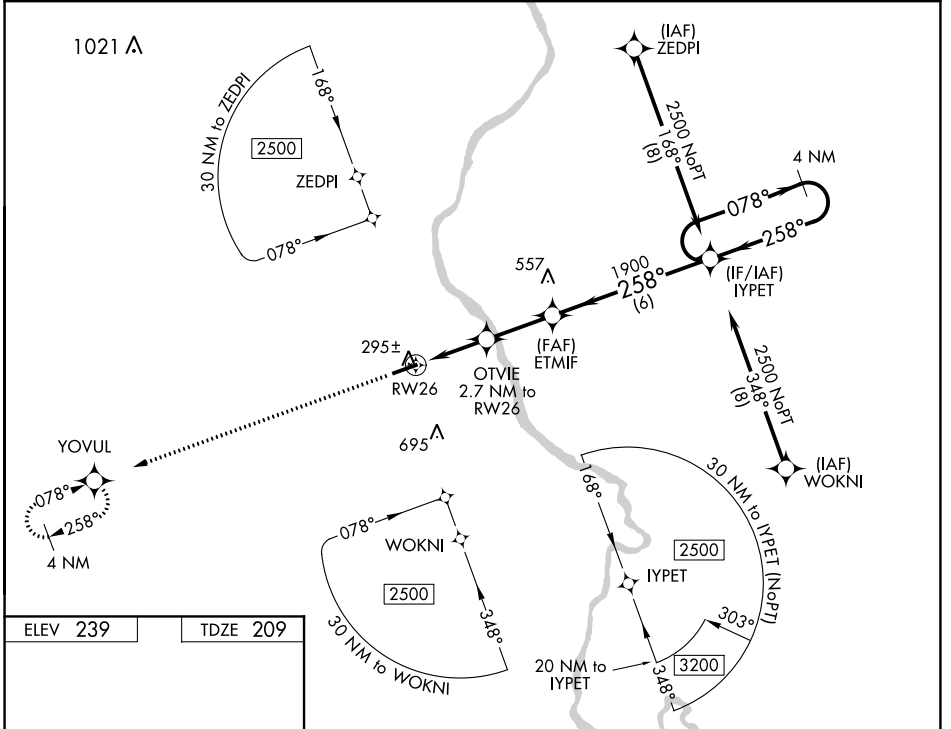 1021
(IAF)
ZEDPI
30 NM to ZEDPI
168°
2500
ZEDPI
078°
2500 NoPT
168°
(8)
4 NM
078°
258°
(IF/IAF)
IYPET
557
1900
258°
(6)
(FAF)
ETMIF
295±
RW26
OTVIE
2.7 NM to
RW26
695
2500 NoPT
348°
(8)
(IAF)
WOKNI
YOVUL
078°
258°
4 NM
078°
WOKNI
2500
348°
30 NM to WOKNI
168°
30 NM to IYPET (NoPT)
2500
IYPET
303°
3200
20 NM to
IYPET
348°
ELEV 239
TDZE 209